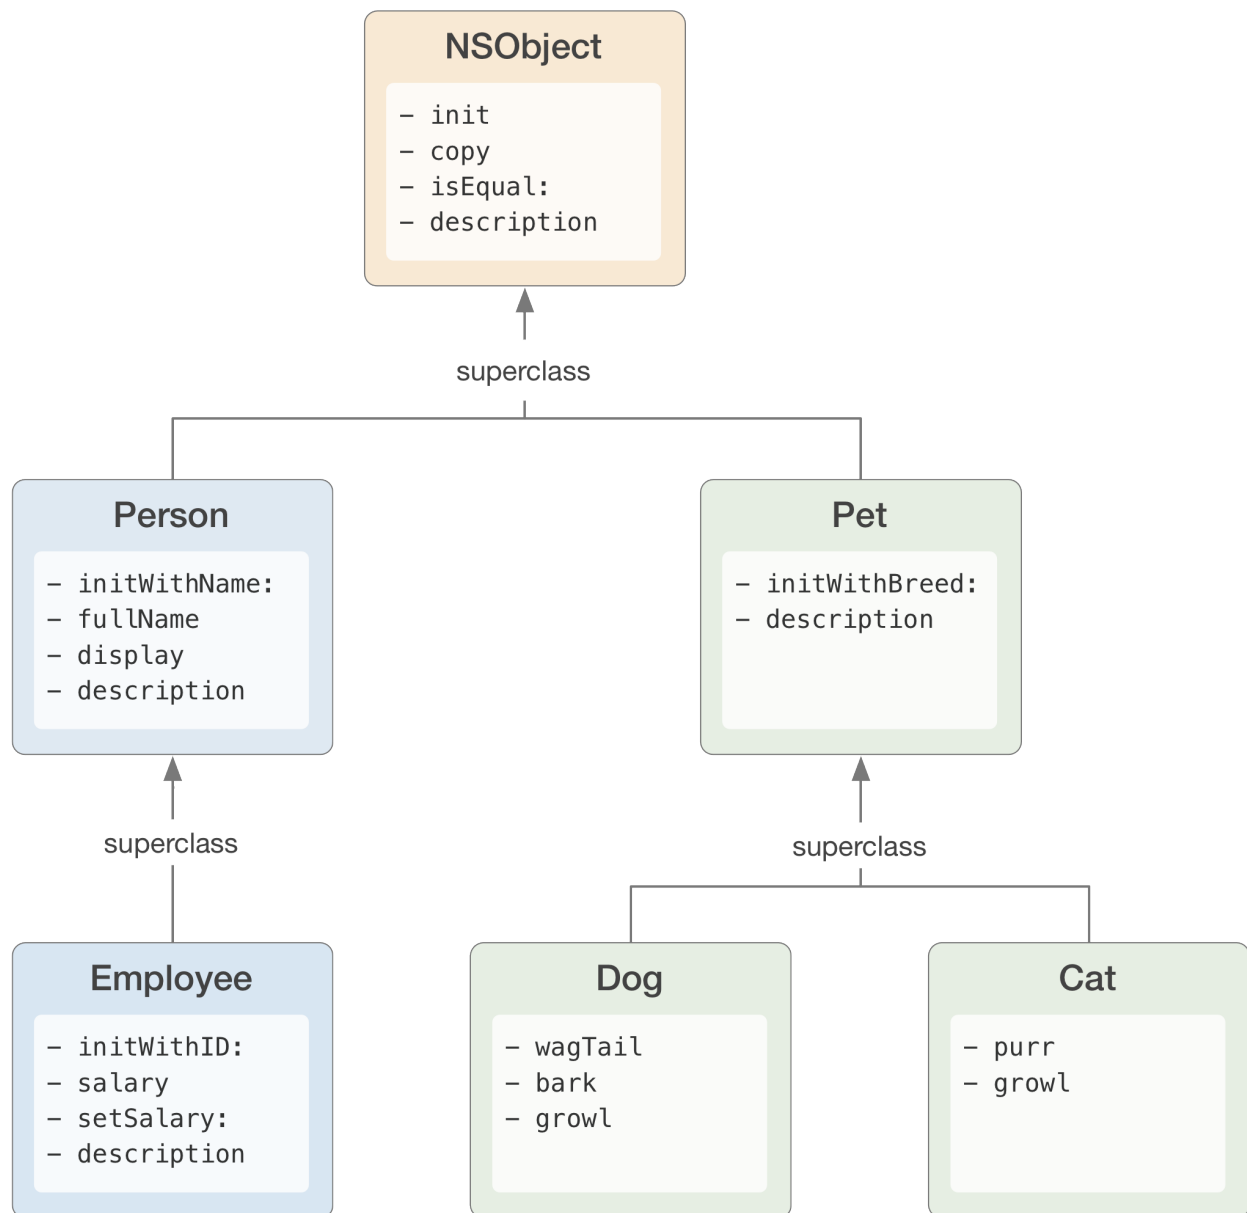 NSObject
– init
– copy
– isEqual:
– description
superclass
Person
– initWithName:
– fullName
– display
– description
Pet
– initWithBreed:
– description
superclass
superclass
Employee
– initWithID:
– salary
– setSalary:
– description
Dog
– wagTail
– bark
– growl
Cat
– purr
– growl